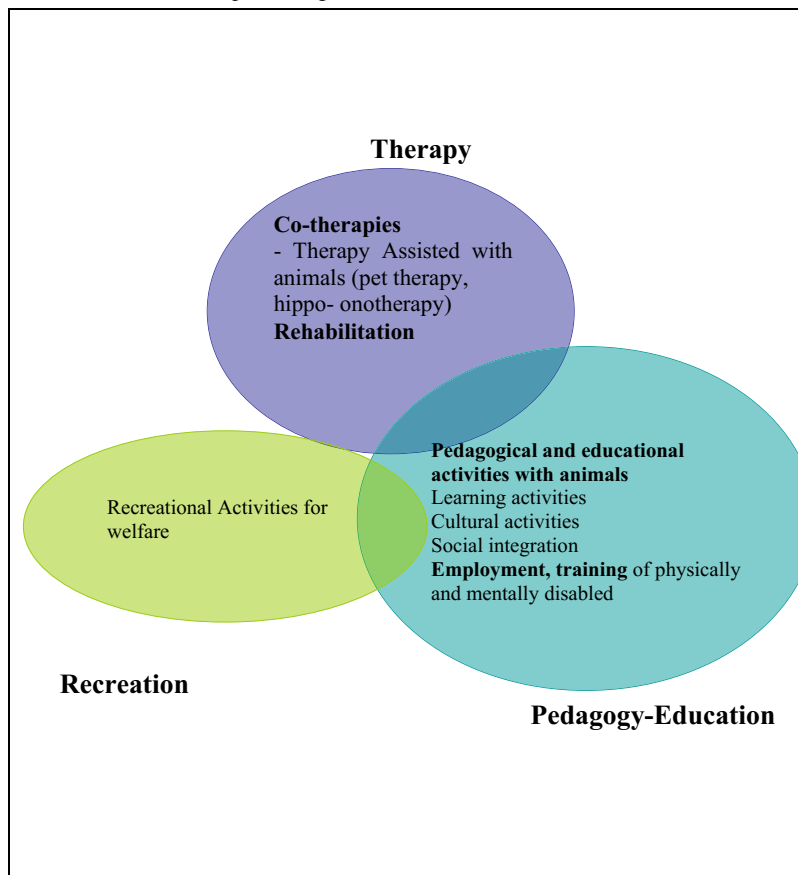 Therapy
Co-therapies
- Therapy Assisted with
animals (pet therapy,
hippo- onotherapy)
Rehabilitation
Pedagogical and educational
activities with animals
Learning activities
Cultural activities
Social integration
Employment, training of physically
and mentally disabled
Recreational Activities for
welfare
Recreation
Pedagogy-Education